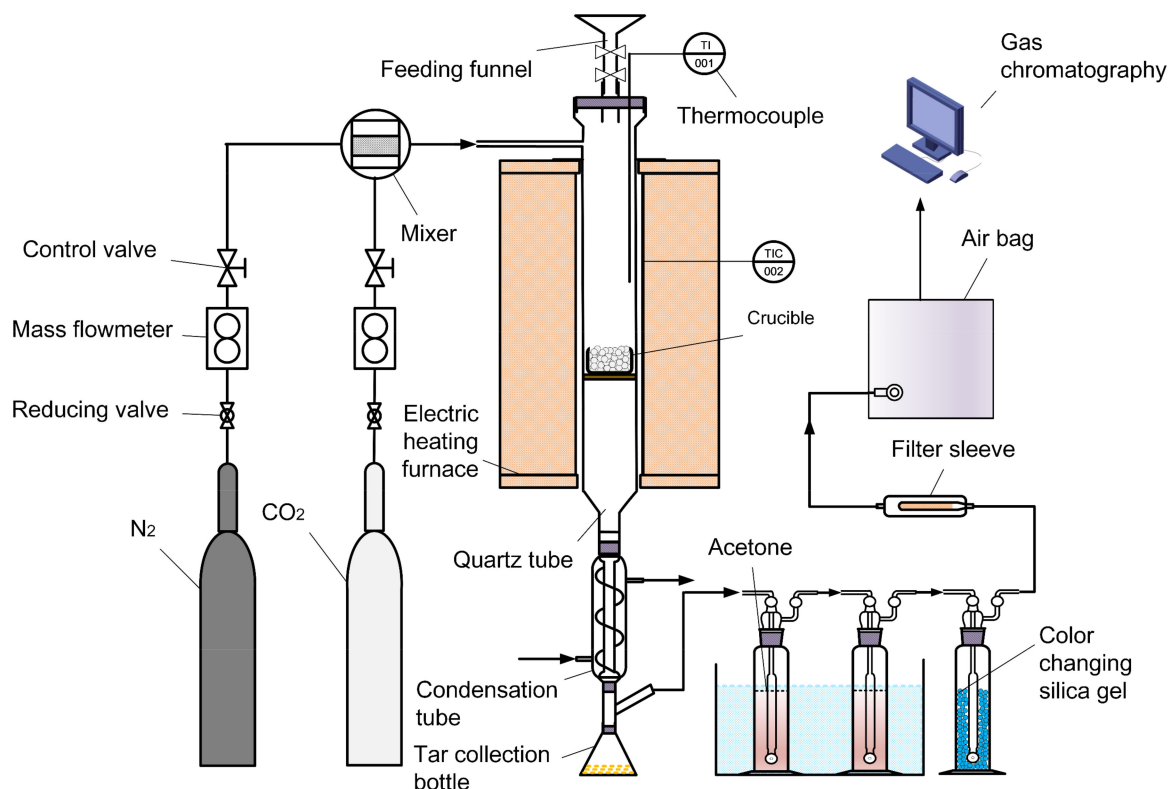 Feeding funnel
TI
001
Thermocouple
Gas
chromatography
Mixer
Control valve
TIC
002
Air bag
Mass flowmeter
Crucible
Reducing valve
Electric
heating
furnace
Filter sleeve
N2
CO2
Quartz tube
Acetone
Color
changing
silica gel
Condensation
tube
Tar collection
bottle